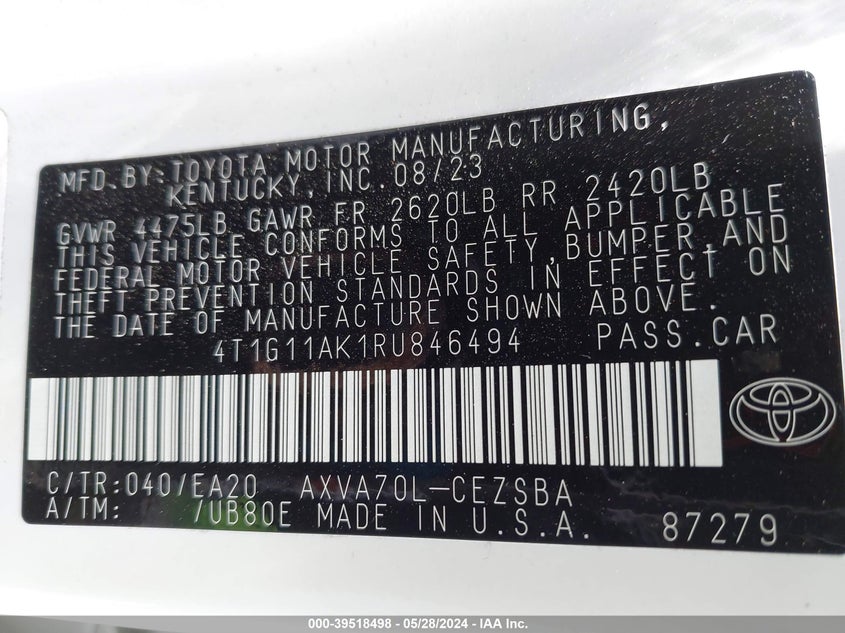 MFD.BY:TOYOTA MOTOR MANUFACTURING,
KENTUCKY,INC.08/23
GVWR 4475LB GAWR FR 2620LB RR 2420LB
THIS VEHICLE CONFORMS TO ALL APPLICABLE
FEDERAL MOTOR VEHICLE SAFETY,BUMPER,AND
THEFT PREVENTION STANDARDS IN EFFECT ON
THE DATE OF MANUFACTURE SHOWN ABOVE.
4T1G11AK1RU846494 PASS.CAR
C/TR:040/EA20 AXVA70L-CEZSBA
A/TM: /UB80E MADE IN U.S.A. 87279
000-39518498 - 05/28/2024 - IAA Inc.